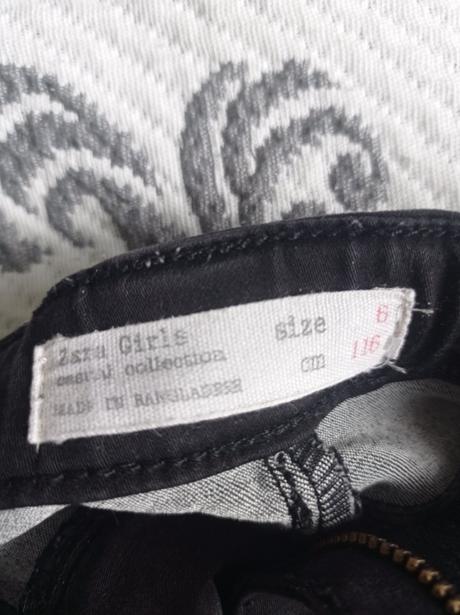 Zara Girls size 6
casual collection cm 116
MADE IN BANGLADESH